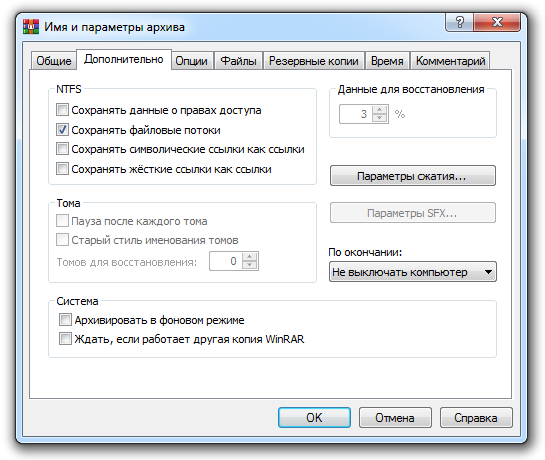 Имя и параметры архива
?
Общие Дополнительно Опции Файлы Резервные копии Время Комментарий
NTFS
Сохранять данные о правах доступа
Сохранять файловые потоки
Сохранять символические ссылки как ссылки
Сохранять жёсткие ссылки как ссылки
Данные для восстановления
3 %
Параметры сжатия...
Тома
Пауза после каждого тома
Старый стиль именования томов
Томов для восстановления: 0
Параметры SFX...
По окончании:
Не выключать компьютер
Система
Архивировать в фоновом режиме
Ждать, если работает другая копия WinRAR
OK Отмена Справка